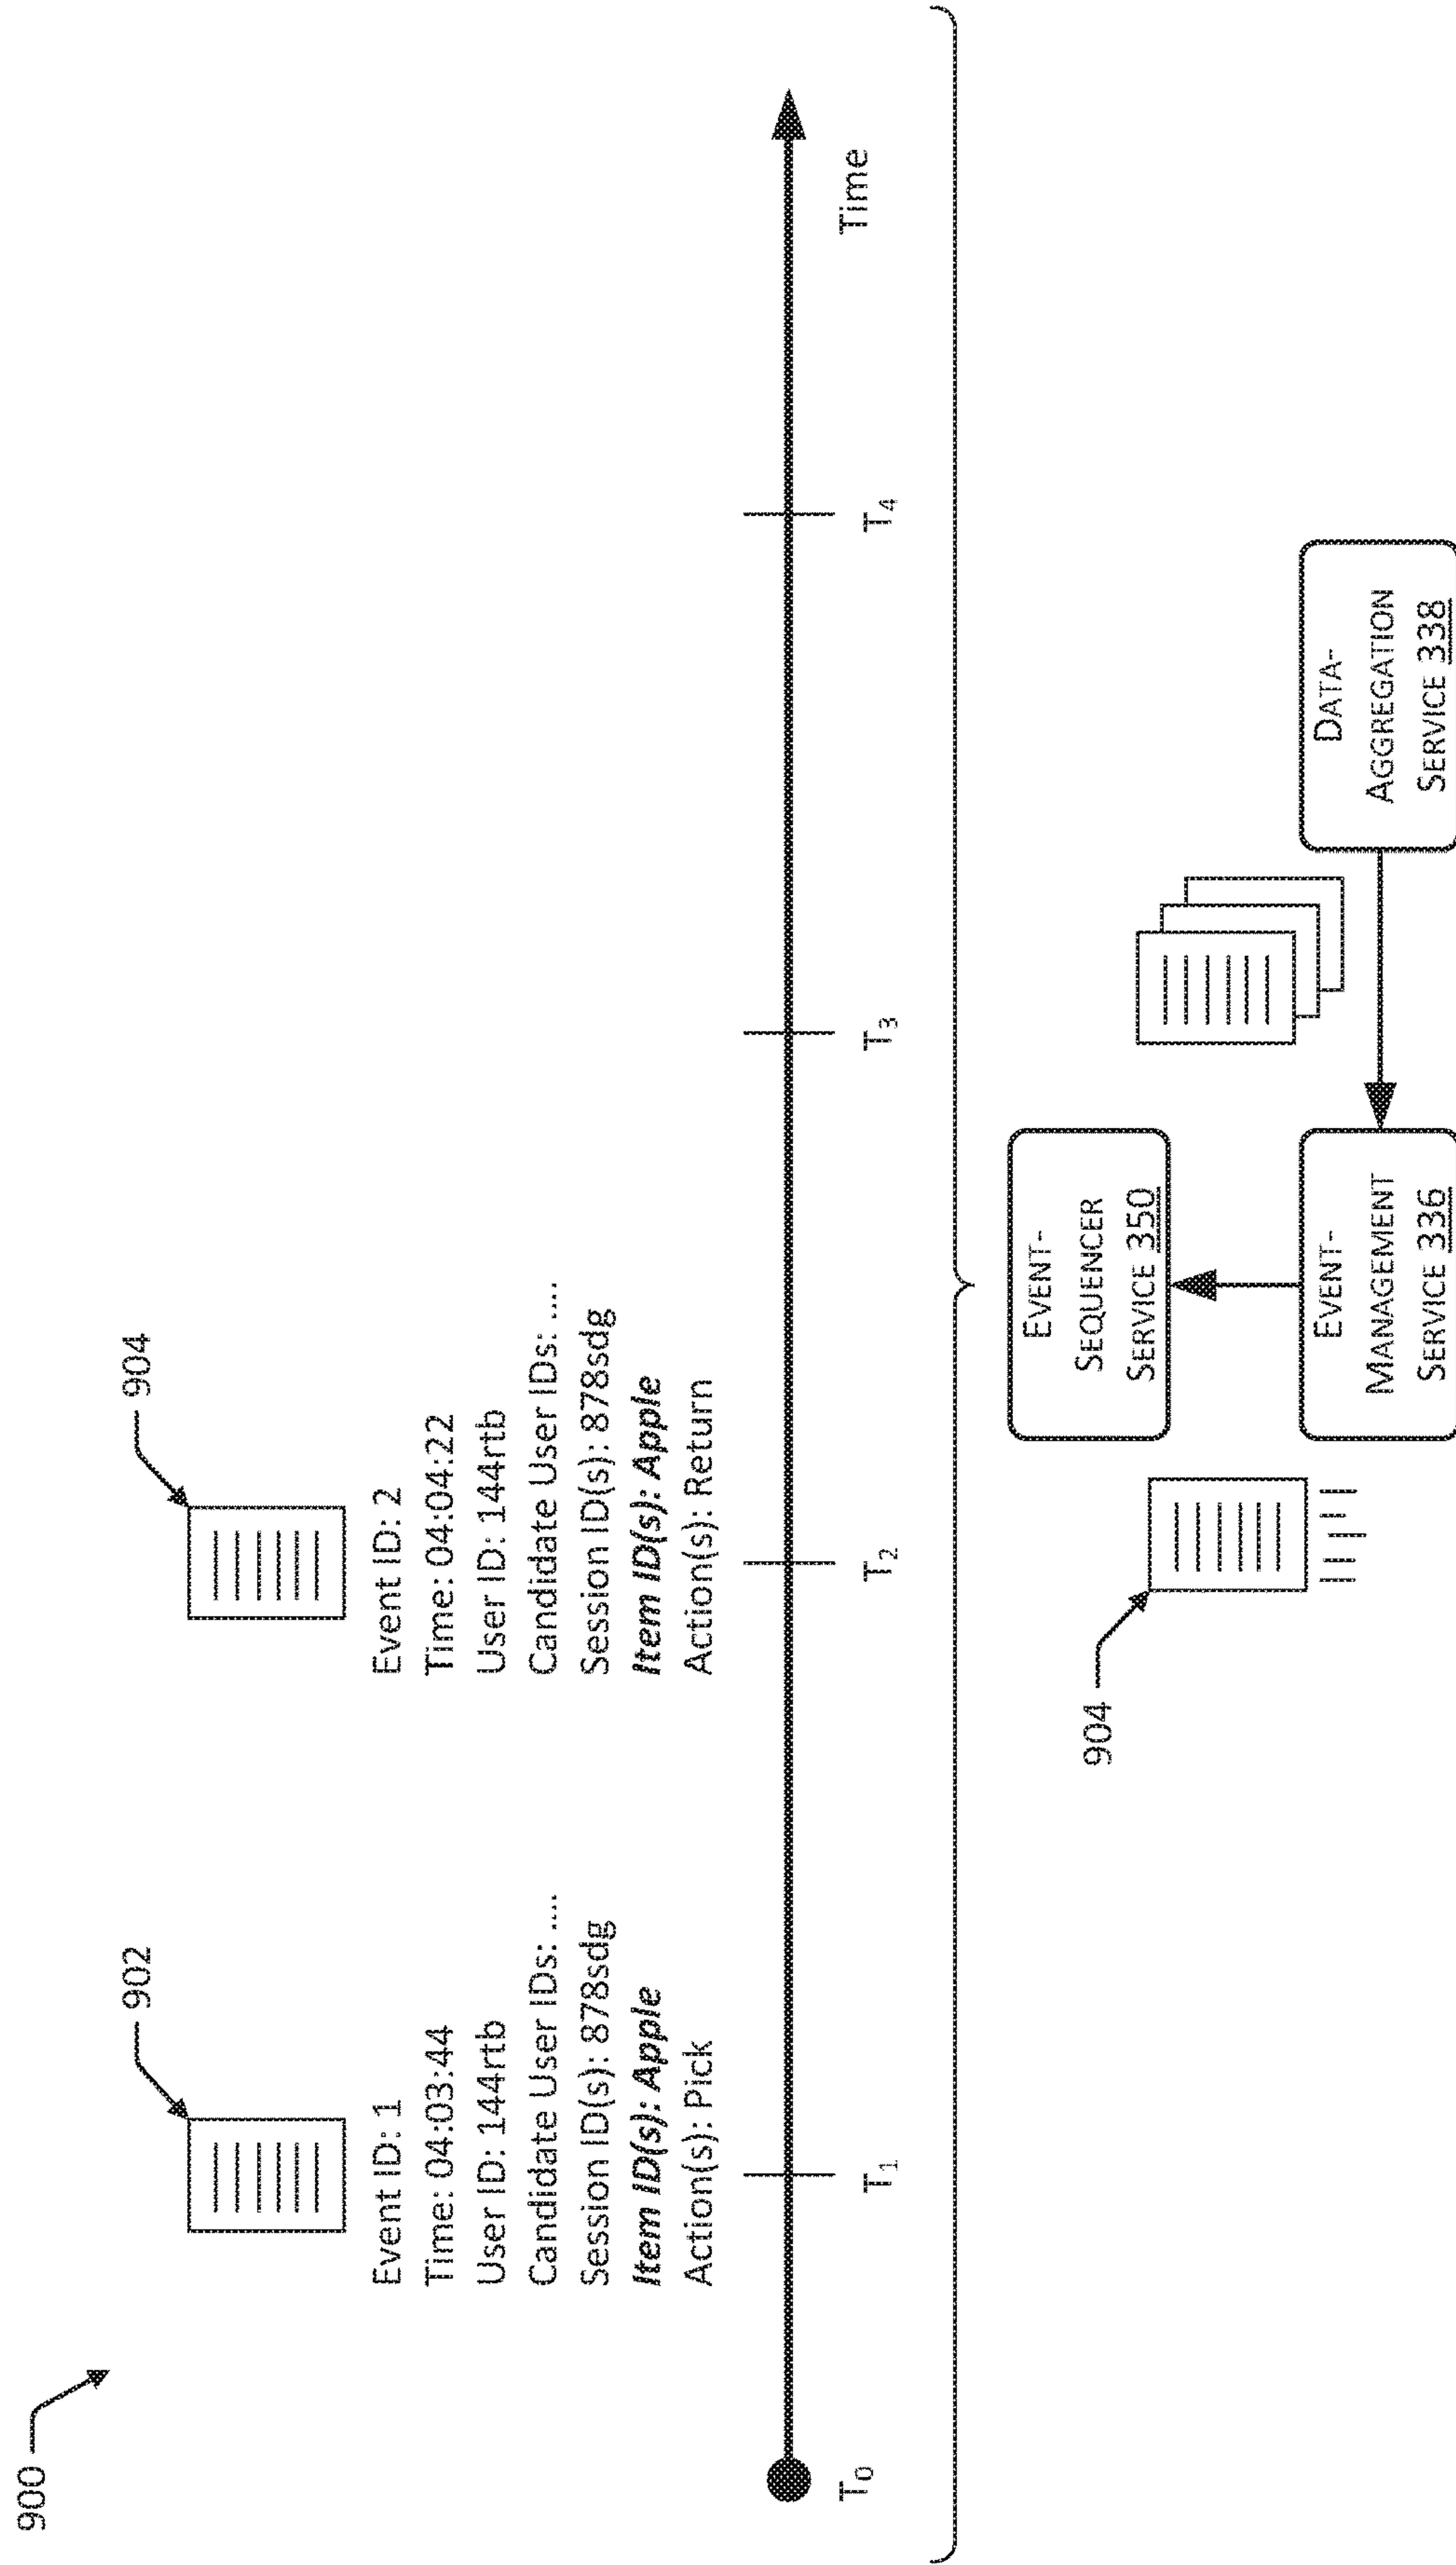 900
902
Event ID: 1
Time: 04:03:44
User ID: 144rtb
Candidate User IDs: ....
Session ID(s): 878sdg
Item ID(s): Apple
Action(s): Pick
904
Event ID: 2
Time: 04:04:22
User ID: 144rtb
Candidate User IDs: ....
Session ID(s): 878sdg
Item ID(s): Apple
Action(s): Return
T0
T1
T2
T3
T4
Time
EVENT-
SEQUENCER
SERVICE 350
904
EVENT-
MANAGEMENT
SERVICE 336
DATA-
AGGREGATION
SERVICE 338